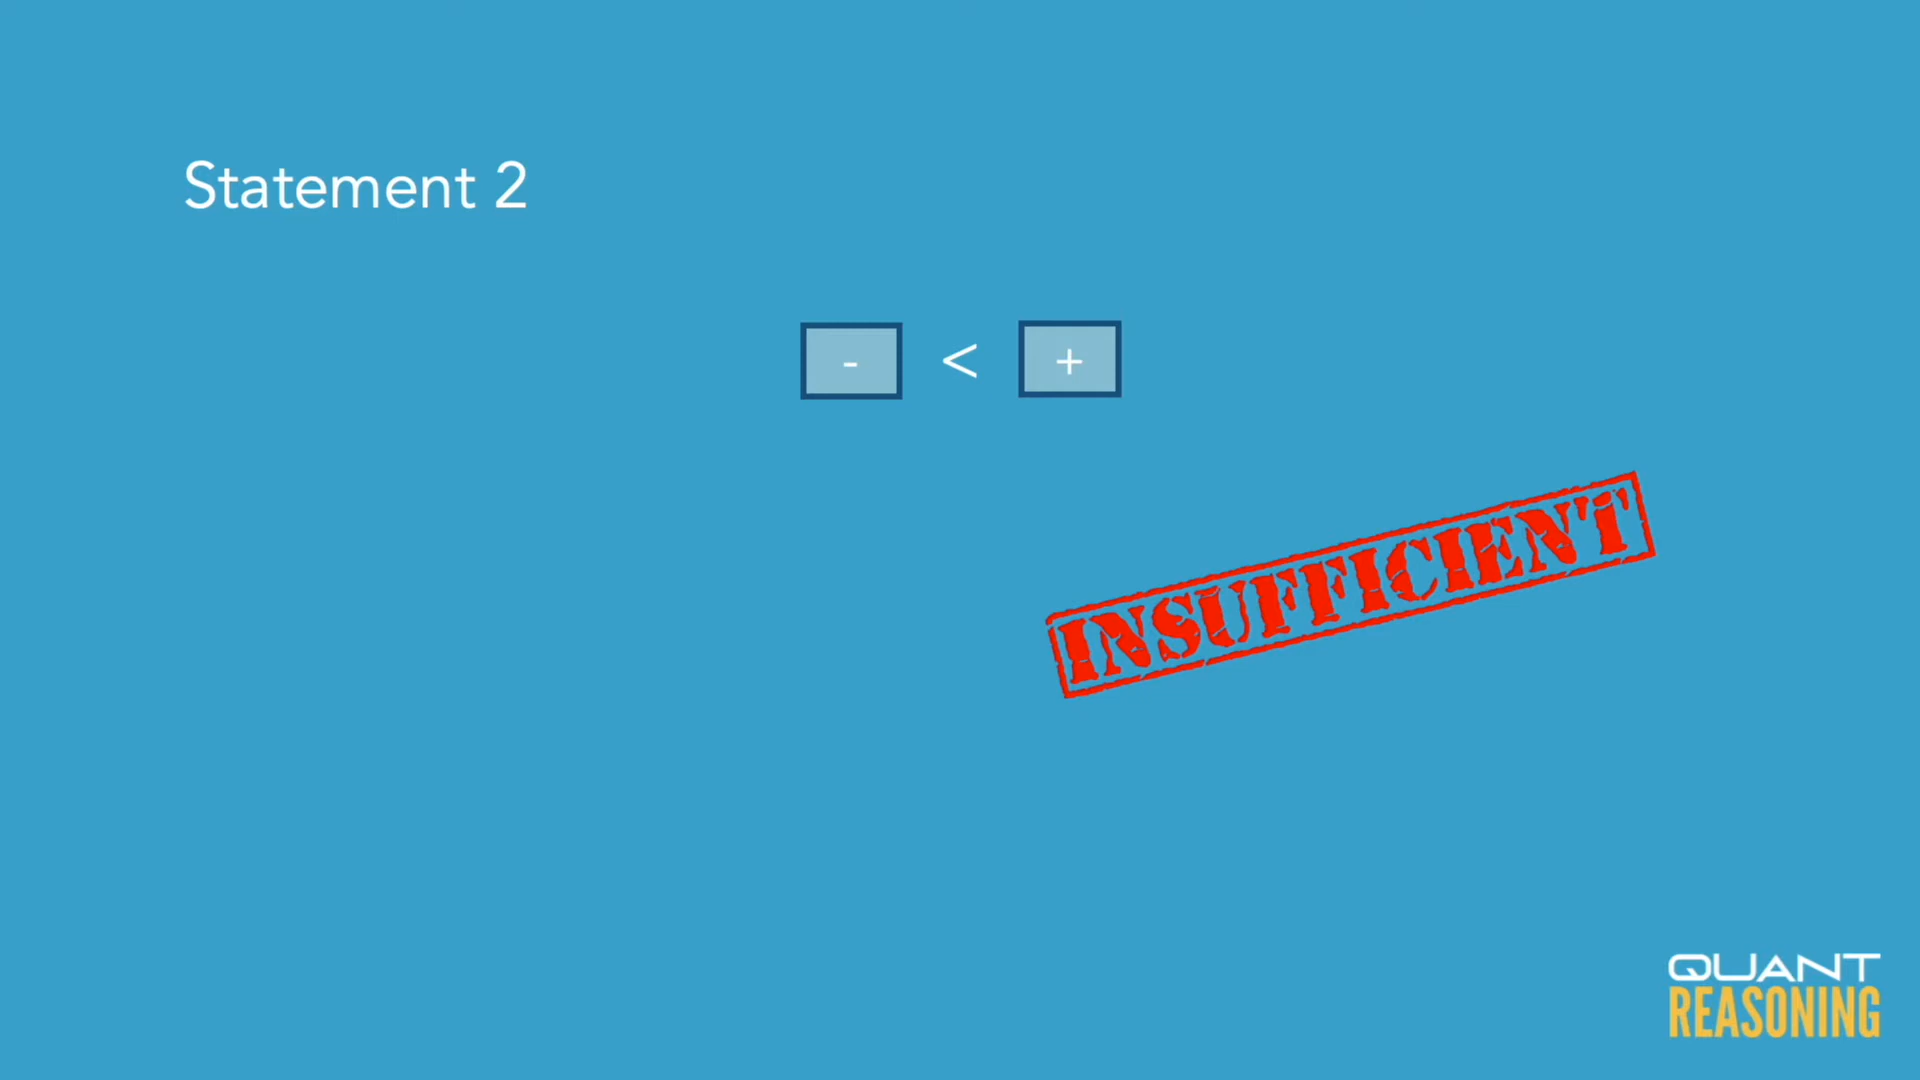 Statement 2
- < +
INSUFFICIENT
QUANT
REASONING